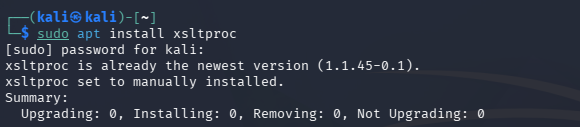 ┌──(kali㉿kali)-[~]
└─$ sudo apt install xsltproc
[sudo] password for kali:
xsltproc is already the newest version (1.1.45-0.1).
xsltproc set to manually installed.
Summary:
  Upgrading: 0, Installing: 0, Removing: 0, Not Upgrading: 0